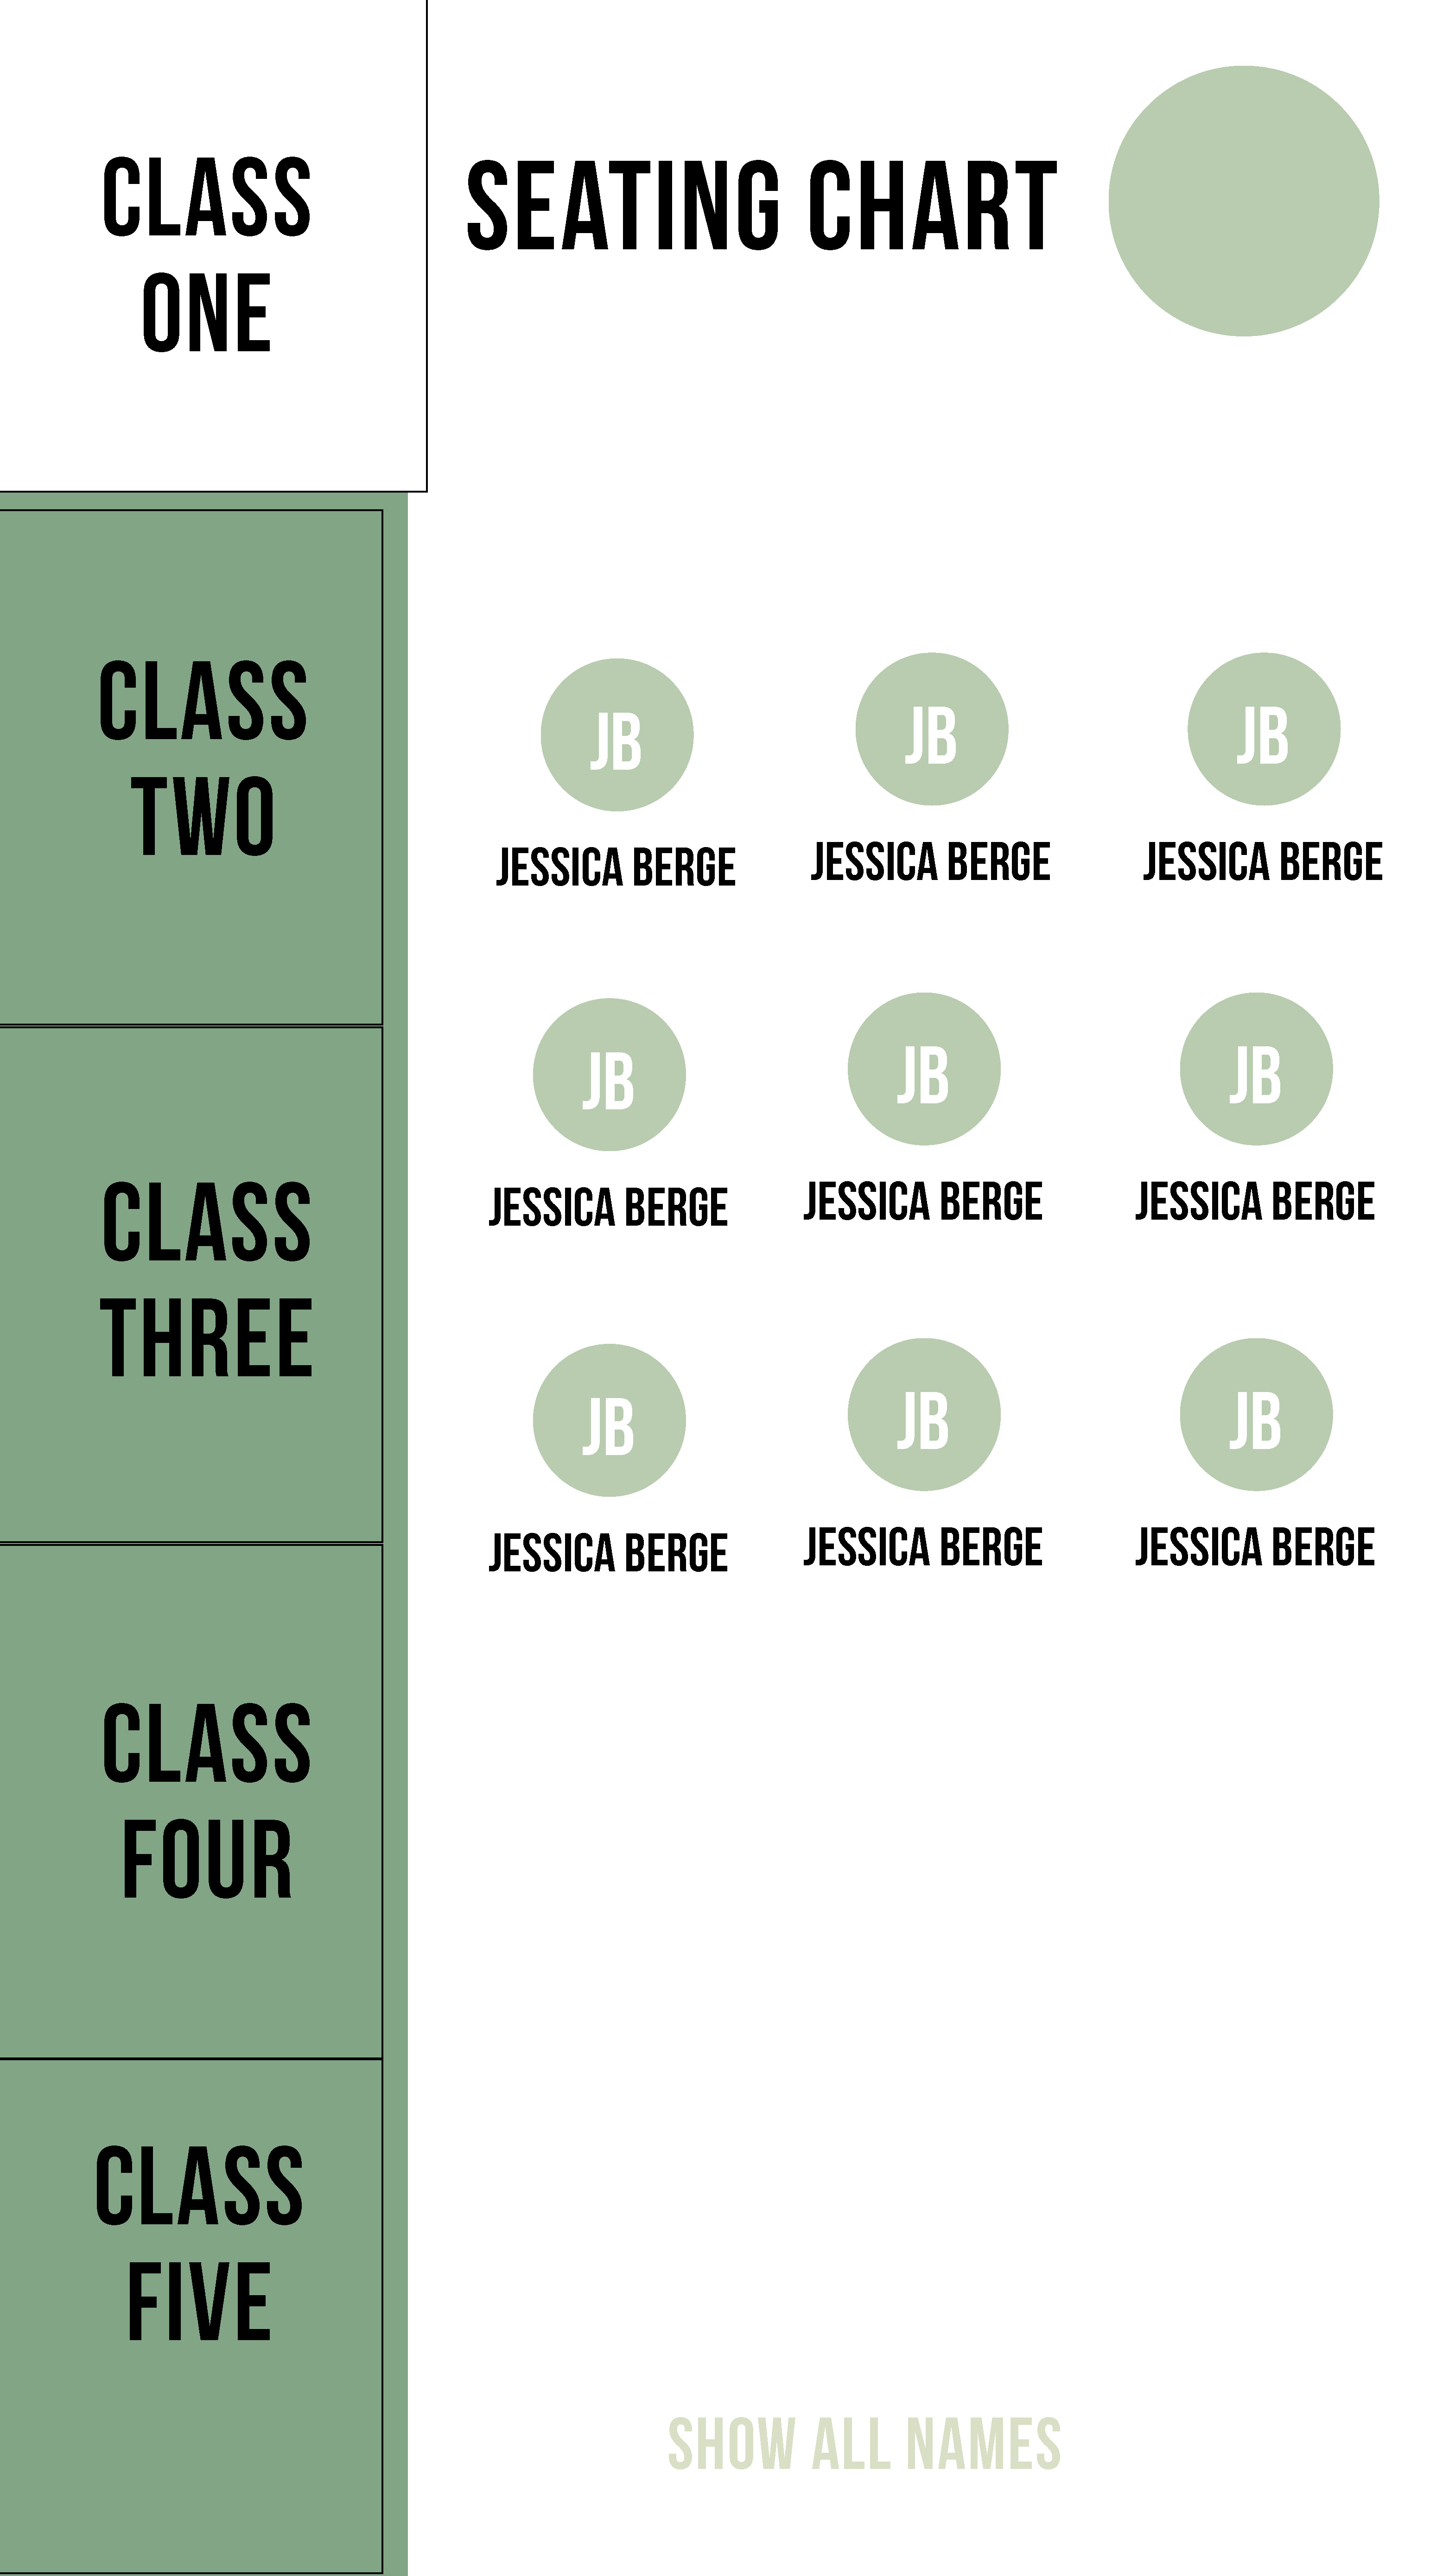 CLASS
ONE
SEATING CHART
CLASS
TWO
CLASS
THREE
CLASS
FOUR
CLASS
FIVE
JB
JB
JB
JESSICA BERGE
JESSICA BERGE
JESSICA BERGE
JB
JB
JB
JESSICA BERGE
JESSICA BERGE
JESSICA BERGE
JB
JB
JB
JESSICA BERGE
JESSICA BERGE
JESSICA BERGE
SHOW ALL NAMES